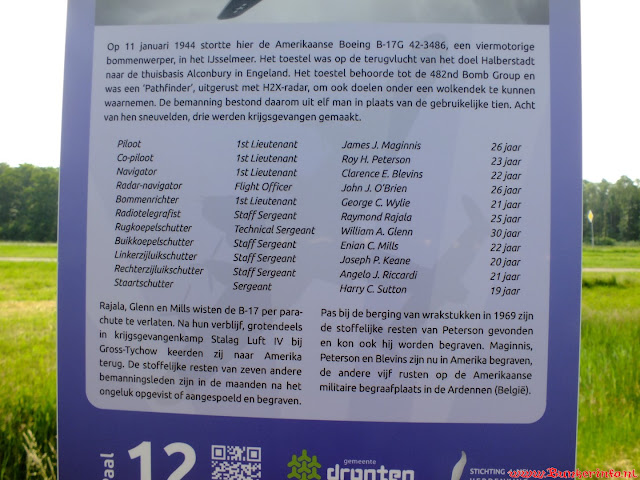 Op 11 januari 1944 stortte hier de Amerikaanse Boeing B-17G 42-3486, een viermotorige
bommenwerper, in het IJsselmeer. Het toestel was op de terugvlucht van het doel Halberstadt
naar de thuisbasis Alconbury in Engeland. Het toestel behoorde tot de 482nd Bomb Group en
was een 'Pathfinder', uitgerust met H2X-radar, om ook doelen onder een wolkendek te kunnen
waarnemen. De bemanning bestond daarom uit elf man in plaats van de gebruikelijke tien. Acht
van hen sneuvelden, drie werden krijgsgevangen gemaakt.
Piloot 1st Lieutenant James J. Maginnis 26 jaar
Co-piloot 1st Lieutenant Roy H. Peterson 23 jaar
Navigator 1st Lieutenant Clarence E. Blevins 22 jaar
Radar-navigator Flight Officer John J. O'Brien 26 jaar
Bommenrichter 1st Lieutenant George C. Wylie 21 jaar
Radiotelegrafist Staff Sergeant Raymond Rajala 25 jaar
Rugkoepelschutter Technical Sergeant William A. Glenn 30 jaar
Buikkoepelschutter Staff Sergeant Enian C. Mills 22 jaar
Linkerzijluikschutter Staff Sergeant Joseph P. Keane 20 jaar
Rechterzijluikschutter Staff Sergeant Angelo J. Riccardi 21 jaar
Staartschutter Sergeant Harry C. Sutton 19 jaar
Rajala, Glenn en Mills wisten de B-17 per para-
chute te verlaten. Na hun verblijf, grotendeels
in krijgsgevangenkamp Stalag Luft IV bij
Gross-Tychow keerden zij naar Amerika
terug. De stoffelijke resten van zeven andere
bemanningsleden zijn in de maanden na het
ongeluk opgevist of aangespoeld en begraven.
Pas bij de berging van wrakstukken in 1969 zijn
de stoffelijke resten van Peterson gevonden
en kon ook hij worden begraven. Maginnis,
Peterson en Blevins zijn nu in Amerika begraven,
de andere vijf rusten op de Amerikaanse
militaire begraafplaats in de Ardennen (België).
paal 12
gemeente
dronten
STICHTING
www.Bunkerinfo.nl